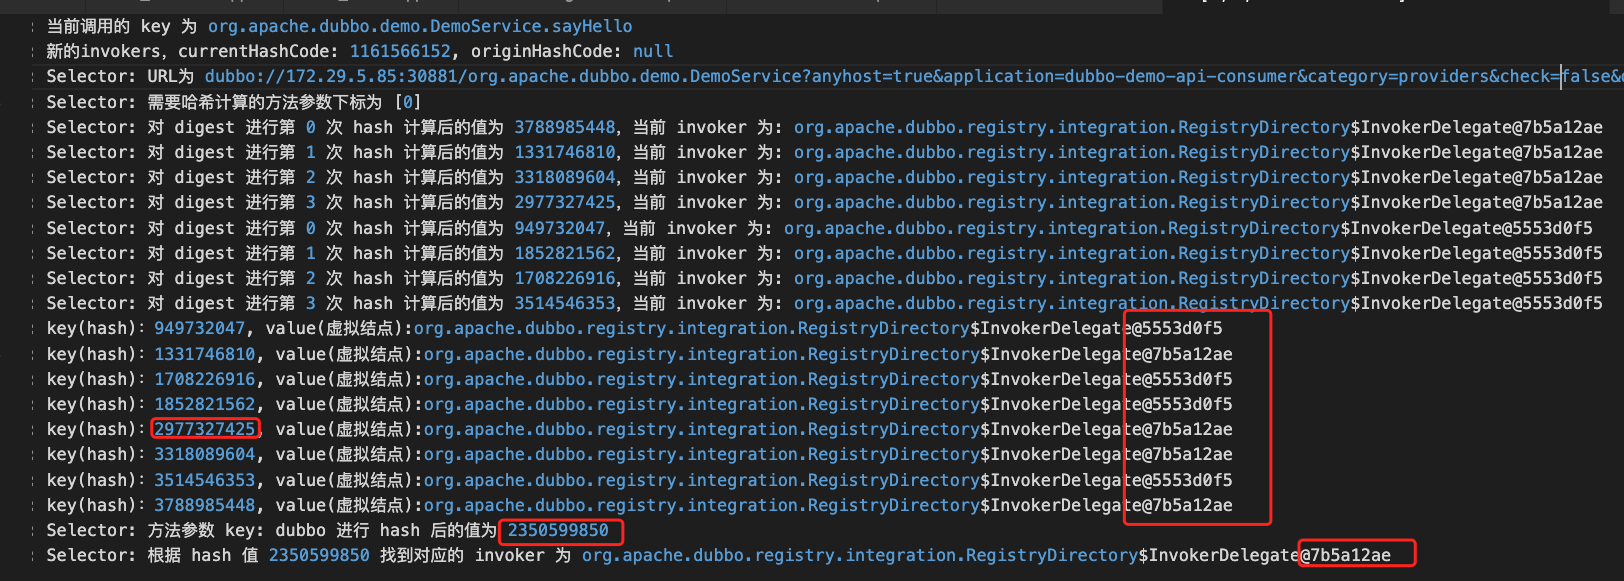 : 当前调用的 key 为 org.apache.dubbo.demo.DemoService.sayHello
: 新的invokers, currentHashCode: 1161566152, originHashCode: null
: Selector: URL为 dubbo://172.29.5.85:30881/org.apache.dubbo.demo.DemoService?anyhost=true&application=dubbo-demo-api-consumer&category=providers&check=false&
: Selector: 需要哈希计算的方法参数下标为 [0]
: Selector: 对 digest 进行第 0 次 hash 计算后的值为 3788985448, 当前 invoker 为: org.apache.dubbo.registry.integration.RegistryDirectory$InvokerDelegate@7b5a12ae
: Selector: 对 digest 进行第 1 次 hash 计算后的值为 1331746810, 当前 invoker 为: org.apache.dubbo.registry.integration.RegistryDirectory$InvokerDelegate@7b5a12ae
: Selector: 对 digest 进行第 2 次 hash 计算后的值为 3318089604, 当前 invoker 为: org.apache.dubbo.registry.integration.RegistryDirectory$InvokerDelegate@7b5a12ae
: Selector: 对 digest 进行第 3 次 hash 计算后的值为 2977327425, 当前 invoker 为: org.apache.dubbo.registry.integration.RegistryDirectory$InvokerDelegate@7b5a12ae
: Selector: 对 digest 进行第 0 次 hash 计算后的值为 949732047, 当前 invoker 为: org.apache.dubbo.registry.integration.RegistryDirectory$InvokerDelegate@5553d0f5
: Selector: 对 digest 进行第 1 次 hash 计算后的值为 1852821562, 当前 invoker 为: org.apache.dubbo.registry.integration.RegistryDirectory$InvokerDelegate@5553d0f5
: Selector: 对 digest 进行第 2 次 hash 计算后的值为 1708226916, 当前 invoker 为: org.apache.dubbo.registry.integration.RegistryDirectory$InvokerDelegate@5553d0f5
: Selector: 对 digest 进行第 3 次 hash 计算后的值为 3514546353, 当前 invoker 为: org.apache.dubbo.registry.integration.RegistryDirectory$InvokerDelegate@5553d0f5
: key(hash): 949732047, value(虚拟结点):org.apache.dubbo.registry.integration.RegistryDirectory$InvokerDelegate@5553d0f5
: key(hash): 1331746810, value(虚拟结点):org.apache.dubbo.registry.integration.RegistryDirectory$InvokerDelegate@7b5a12ae
: key(hash): 1708226916, value(虚拟结点):org.apache.dubbo.registry.integration.RegistryDirectory$InvokerDelegate@5553d0f5
: key(hash): 1852821562, value(虚拟结点):org.apache.dubbo.registry.integration.RegistryDirectory$InvokerDelegate@5553d0f5
: key(hash): 2977327425, value(虚拟结点):org.apache.dubbo.registry.integration.RegistryDirectory$InvokerDelegate@7b5a12ae
: key(hash): 3318089604, value(虚拟结点):org.apache.dubbo.registry.integration.RegistryDirectory$InvokerDelegate@7b5a12ae
: key(hash): 3514546353, value(虚拟结点):org.apache.dubbo.registry.integration.RegistryDirectory$InvokerDelegate@5553d0f5
: key(hash): 3788985448, value(虚拟结点):org.apache.dubbo.registry.integration.RegistryDirectory$InvokerDelegate@7b5a12ae
: Selector: 方法参数 key: dubbo 进行 hash 后的值为 2350599850
: Selector: 根据 hash 值 2350599850 找到对应的 invoker 为 org.apache.dubbo.registry.integration.RegistryDirectory$InvokerDelegate@7b5a12ae